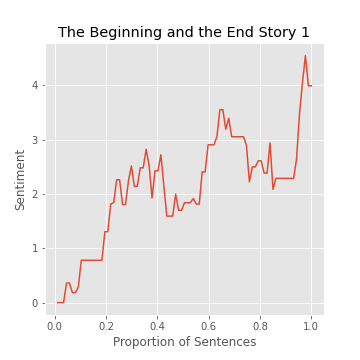 The Beginning and the End Story 1
Sentiment
4
3
2
1
0
0.0 0.2 0.4 0.6 0.8 1.0
Proportion of Sentences